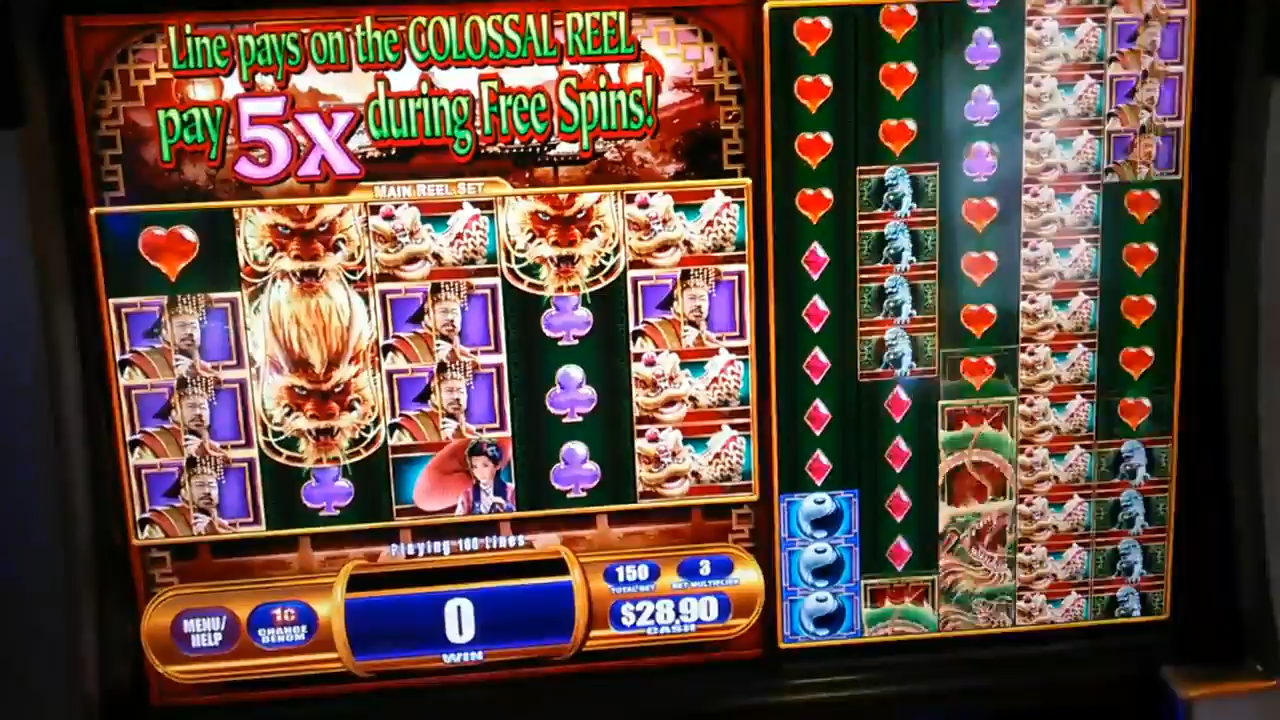 Line pays on the COLOSSAL REEL
pay 5x during Free Spins!
MAIN REEL SET
Playing 100 Lines
MENU/
HELP
1¢
CHANGE
DENOM
0
WIN
150
TOTAL BET
3
BET MULTIPLIER
$28.90
CASH